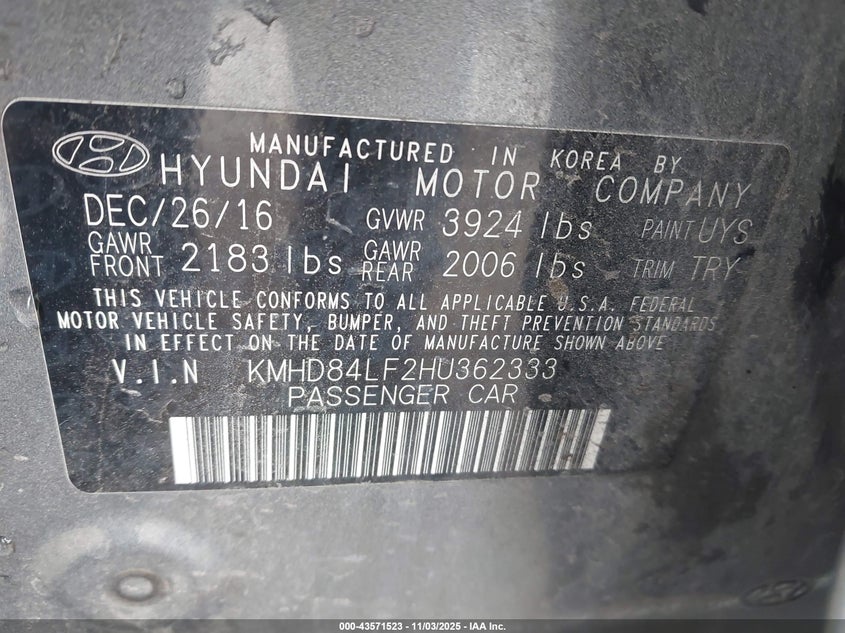 MANUFACTURED IN KOREA BY
HYUNDAI MOTOR COMPANY
DEC/26/16 GVWR 3924 lbs PAINT UYS
GAWR FRONT 2183 lbs GAWR REAR 2006 lbs TRIM TRY
THIS VEHICLE CONFORMS TO ALL APPLICABLE U.S.A. FEDERAL
MOTOR VEHICLE SAFETY, BUMPER, AND THEFT PREVENTION STANDARDS
IN EFFECT ON THE DATE OF MANUFACTURE SHOWN ABOVE
V.I.N KMHD84LF2HU362333
PASSENGER CAR
000-43571523 - 11/03/2025 - IAA Inc.